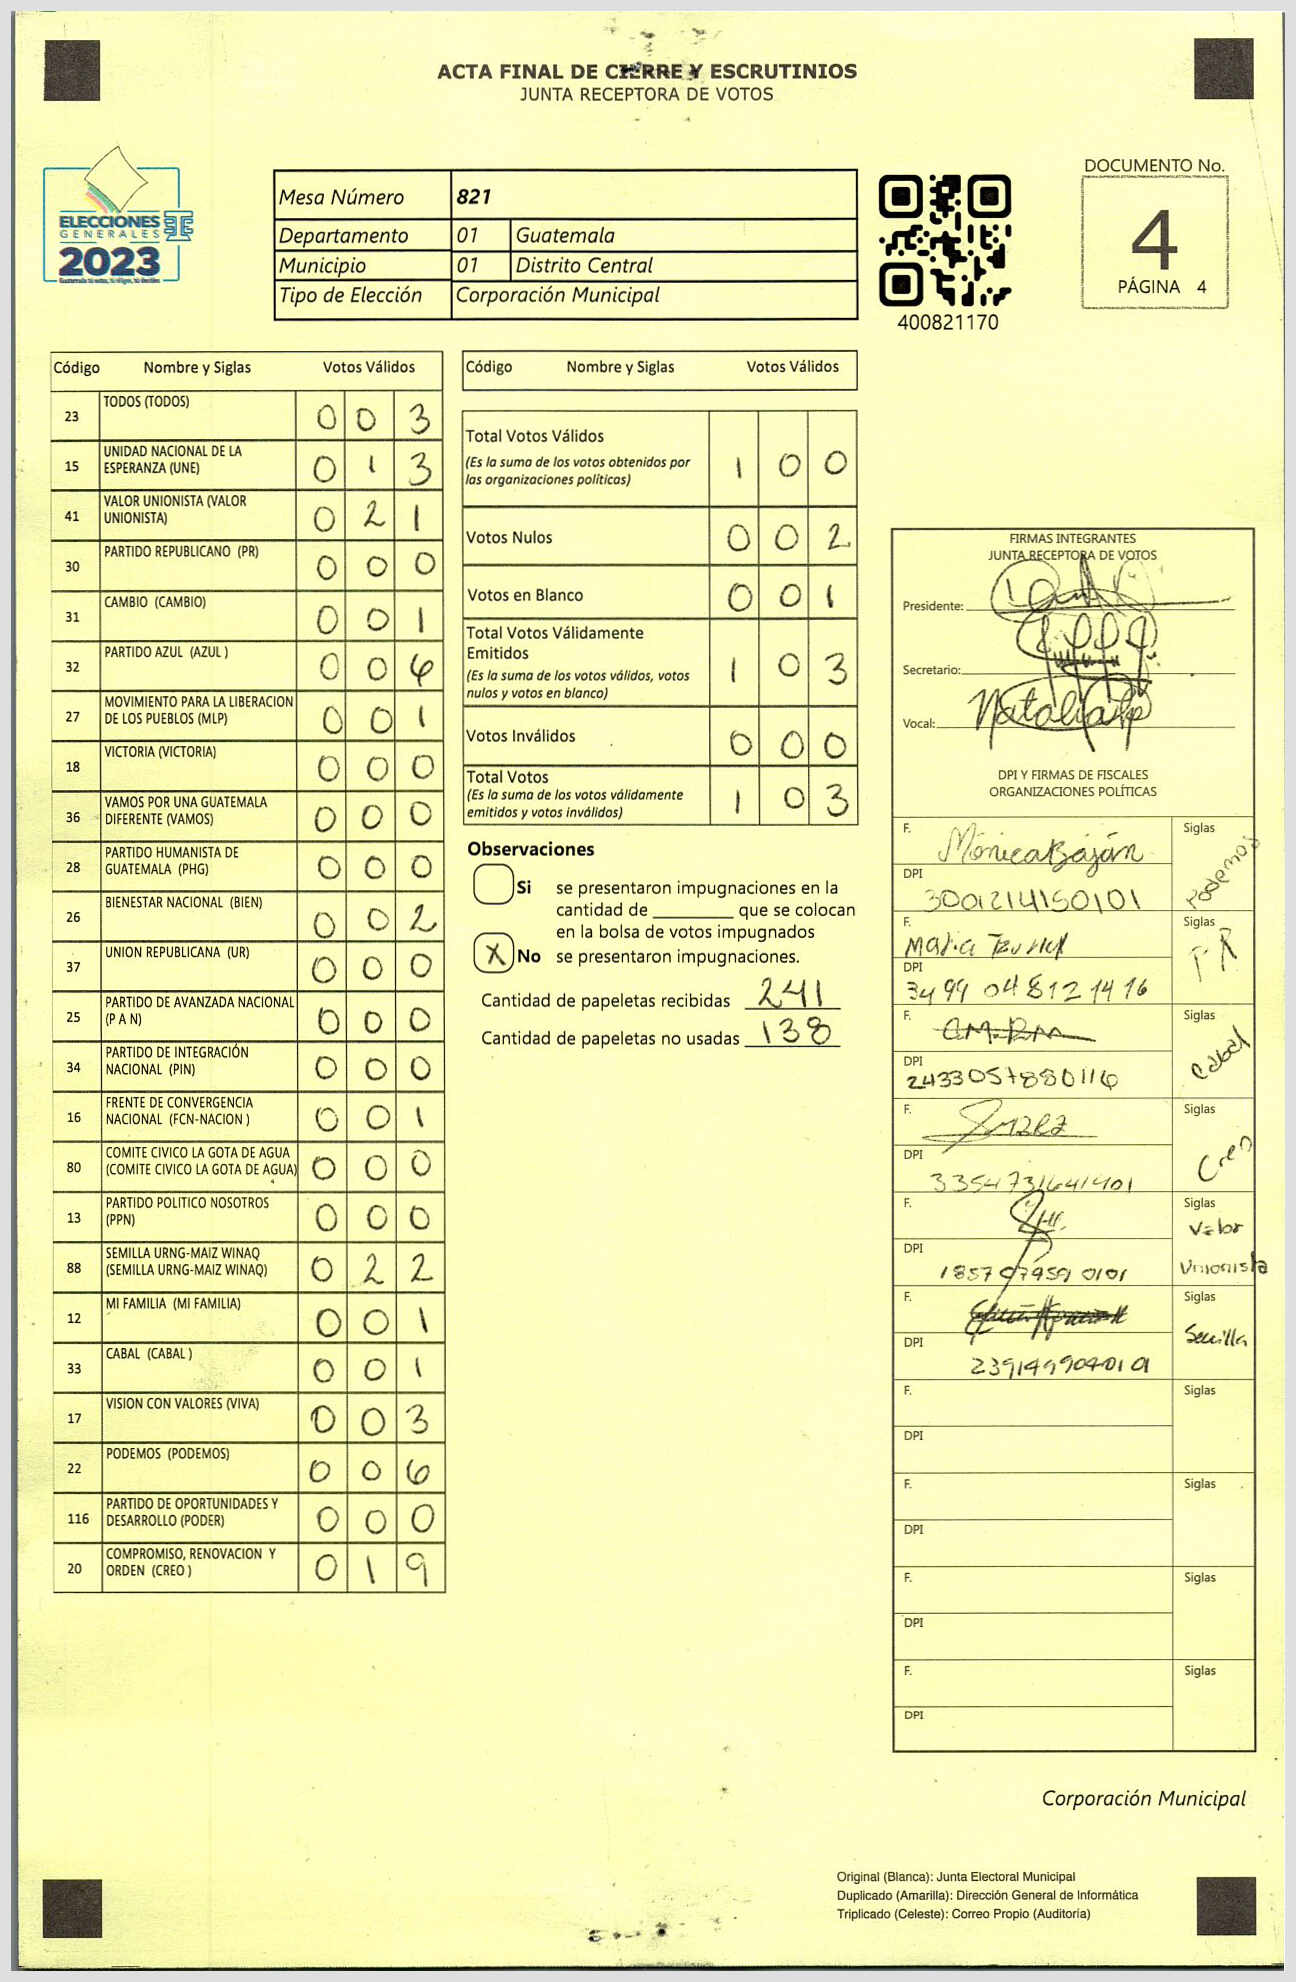 ACTA FINAL DE CIERRE Y ESCRUTINIOS
JUNTA RECEPTORA DE VOTOS
ELECCIONES
GENERALES
2023
Mesa Número 821
Departamento 01 Guatemala
Municipio 01 Distrito Central
Tipo de Elección Corporación Municipal
400821170
DOCUMENTO No.
4
PÁGINA 4
Código Nombre y Siglas Votos Válidos
23 TODOS (TODOS) 0 0 3
15 UNIDAD NACIONAL DE LA
ESPERANZA (UNE) 0 1 3
41 VALOR UNIONISTA (VALOR
UNIONISTA) 0 2 1
30 PARTIDO REPUBLICANO (PR) 0 0 0
31 CAMBIO (CAMBIO) 0 0 1
32 PARTIDO AZUL (AZUL ) 0 0 6
27 MOVIMIENTO PARA LA LIBERACION
DE LOS PUEBLOS (MLP) 0 0 1
18 VICTORIA (VICTORIA) 0 0 0
36 VAMOS POR UNA GUATEMALA
DIFERENTE (VAMOS) 0 0 0
28 PARTIDO HUMANISTA DE
GUATEMALA (PHG) 0 0 0
26 BIENESTAR NACIONAL (BIEN) 0 0 2
37 UNION REPUBLICANA (UR) 0 0 0
25 PARTIDO DE AVANZADA NACIONAL
(P A N) 0 0 0
34 PARTIDO DE INTEGRACIÓN
NACIONAL (PIN) 0 0 0
16 FRENTE DE CONVERGENCIA
NACIONAL (FCN-NACION ) 0 0 1
80 COMITE CIVICO LA GOTA DE AGUA
(COMITE CIVICO LA GOTA DE AGUA) 0 0 0
13 PARTIDO POLITICO NOSOTROS
(PPN) 0 0 0
88 SEMILLA URNG-MAIZ WINAQ
(SEMILLA URNG-MAIZ WINAQ) 0 2 2
12 MI FAMILIA (MI FAMILIA) 0 0 1
33 CABAL (CABAL ) 0 0 1
17 VISION CON VALORES (VIVA) 0 0 3
22 PODEMOS (PODEMOS) 0 0 6
116 PARTIDO DE OPORTUNIDADES Y
DESARROLLO (PODER) 0 0 0
20 COMPROMISO, RENOVACION Y
ORDEN (CREO ) 0 1 9
Código Nombre y Siglas Votos Válidos
Total Votos Válidos
(Es la suma de los votos obtenidos por
las organizaciones políticas) 1 0 0
Votos Nulos 0 0 2
Votos en Blanco 0 0 1
Total Votos Válidamente
Emitidos
(Es la suma de los votos válidos, votos
nulos y votos en blanco) 1 0 3
Votos Inválidos 0 0 0
Total Votos
(Es la suma de los votos válidamente
emitidos y votos inválidos) 1 0 3
Observaciones
Si se presentaron impugnaciones en la
cantidad de ________ que se colocan
en la bolsa de votos impugnados
X No se presentaron impugnaciones.
Cantidad de papeletas recibidas 241
Cantidad de papeletas no usadas 138
FIRMAS INTEGRANTES
JUNTA RECEPTORA DE VOTOS
Presidente:
Secretario:
Vocal:
DPI Y FIRMAS DE FISCALES
ORGANIZACIONES POLÍTICAS
F. Mónica Baján Siglas Podemos
DPI 3001214150101
F. Maria Siglas PR
DPI 3499 04812 1416
F. Siglas Cabal
DPI 2433057880116
F. Siglas Creo
DPI 3354731641401
F. Siglas Valor
Unionista
DPI 1857079590101
F. Siglas Semilla
DPI 2391499040101
F. Siglas
DPI
F. Siglas
DPI
F. Siglas
DPI
F. Siglas
DPI
Corporación Municipal
Original (Blanca): Junta Electoral Municipal
Duplicado (Amarilla): Dirección General de Informática
Triplicado (Celeste): Correo Propio (Auditoría)